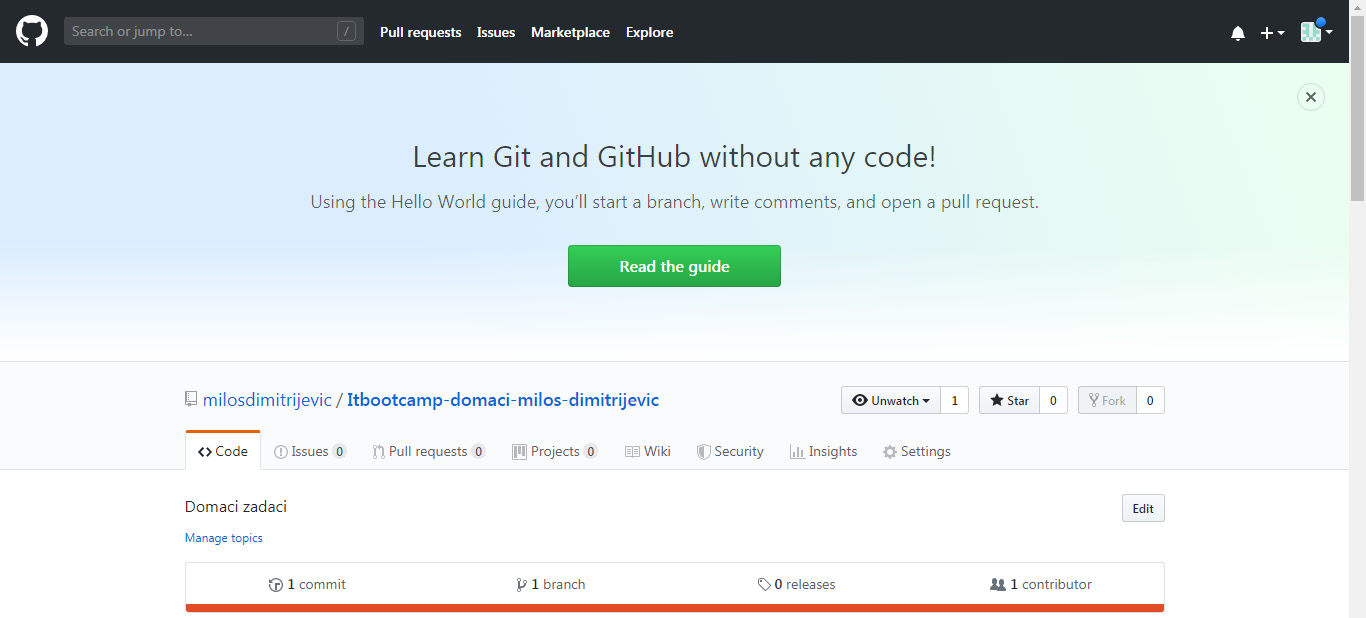 Search or jump to... /
Pull requests Issues Marketplace Explore
Learn Git and GitHub without any code!
Using the Hello World guide, you’ll start a branch, write comments, and open a pull request.
Read the guide
milosdimitrijevic / Itbootcamp-domaci-milos-dimitrijevic
Unwatch 1 Star 0 Fork 0
Code Issues 0 Pull requests 0 Projects 0 Wiki Security Insights Settings
Domaci zadaci
Edit
Manage topics
1 commit 1 branch 0 releases 1 contributor